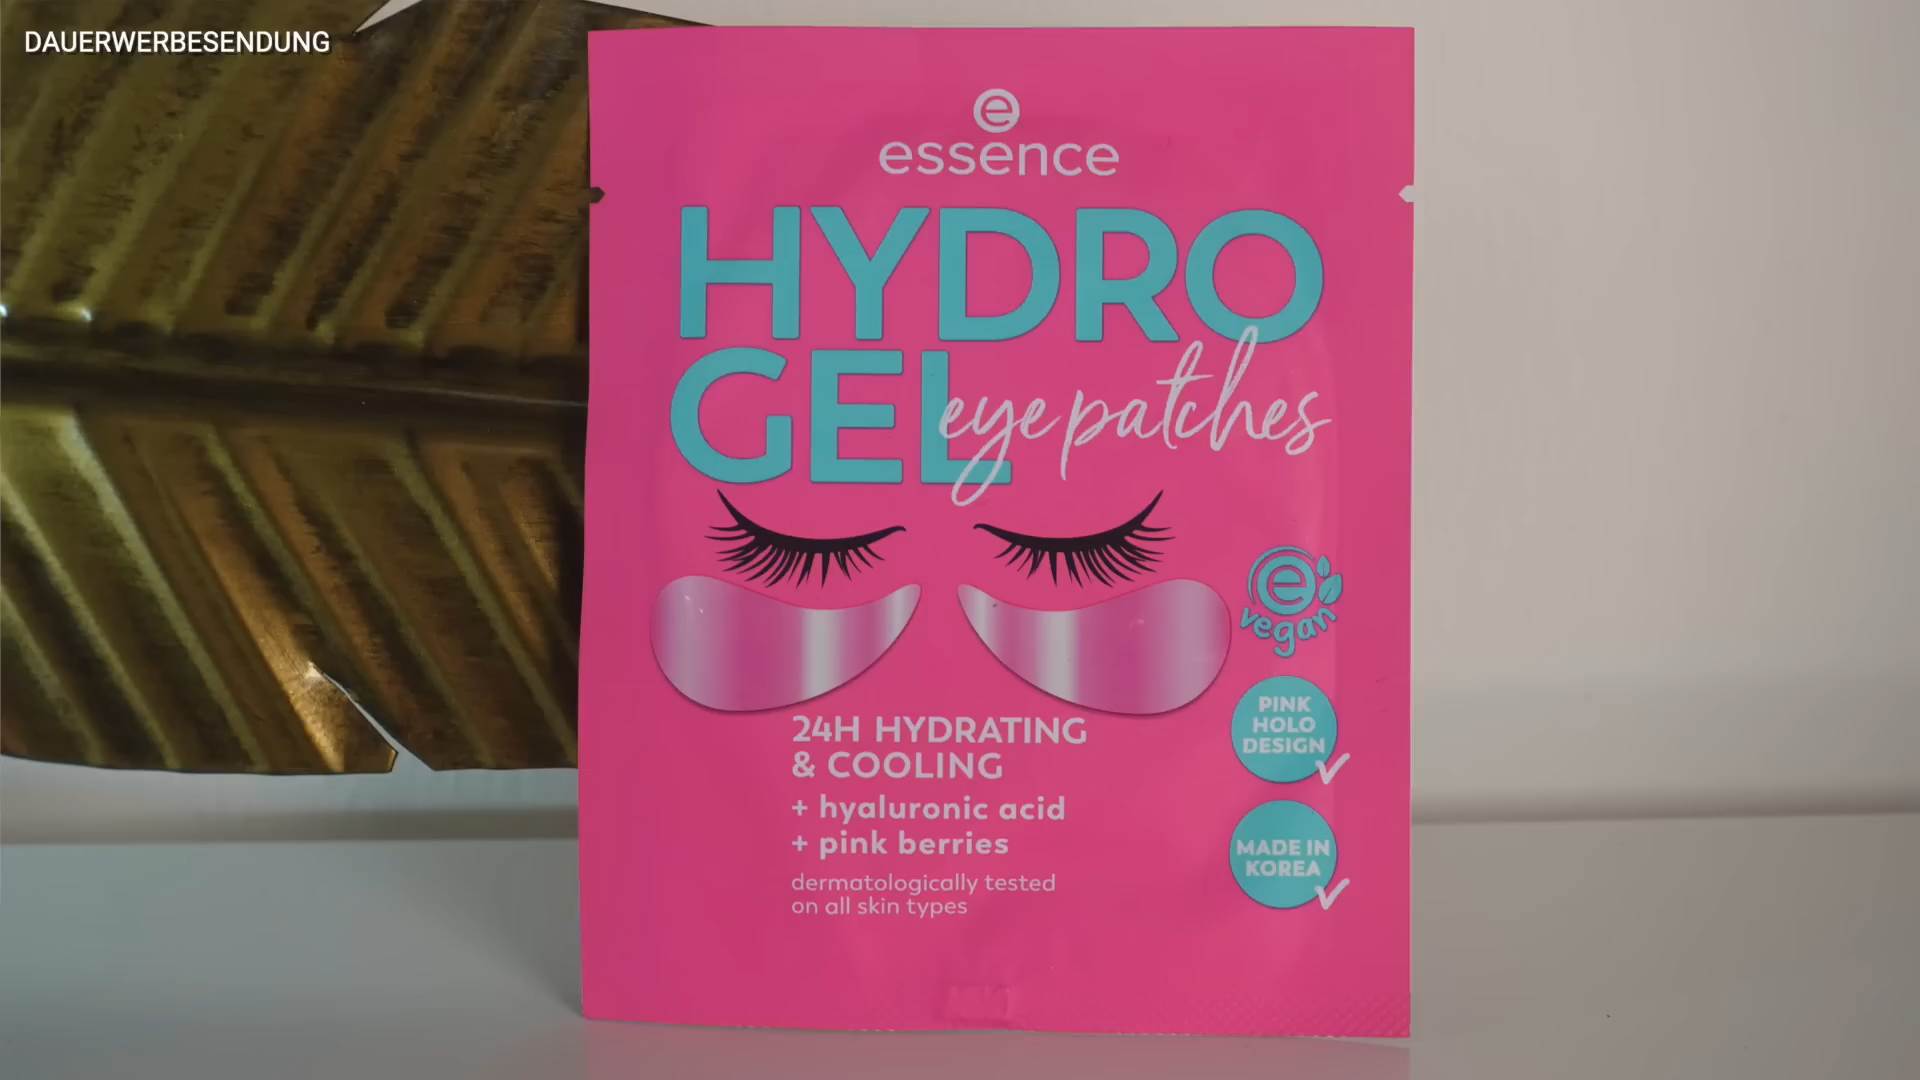 DAUERWERBESENDUNG
e
essence
HYDRO
GEL
eye patches
e
vegan
PINK
HOLO
DESIGN
24H HYDRATING
& COOLING
+ hyaluronic acid
+ pink berries
MADE IN
KOREA
dermatologically tested
on all skin types